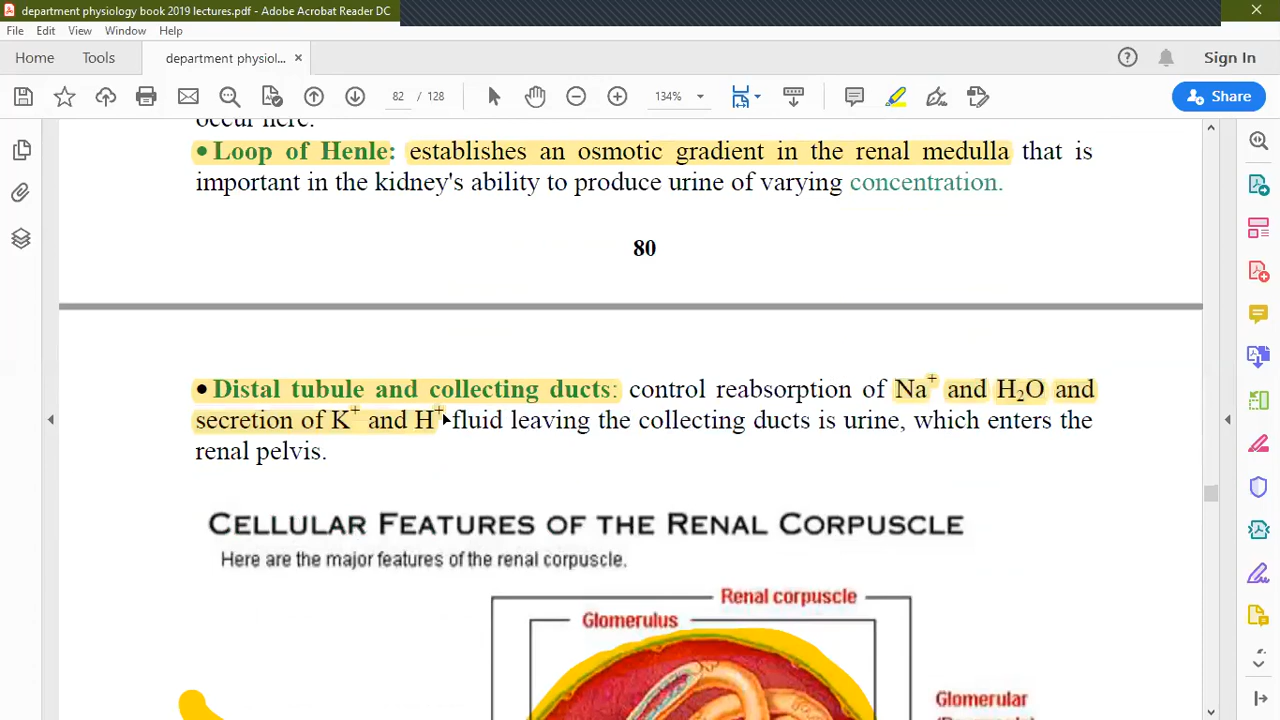 department physiology book 2019 lectures.pdf - Adobe Acrobat Reader DC
File Edit View Window Help
Home Tools department physiol... × Sign In
82 / 128 134% Share
occur here.
• Loop of Henle: establishes an osmotic gradient in the renal medulla that is
important in the kidney's ability to produce urine of varying concentration.
80
• Distal tubule and collecting ducts: control reabsorption of Na⁺ and H₂O and
secretion of K⁺ and H⁺ fluid leaving the collecting ducts is urine, which enters the
renal pelvis.
CELLULAR FEATURES OF THE RENAL CORPUSCLE
Here are the major features of the renal corpuscle.
Renal corpuscle
Glomerulus
Glomerular